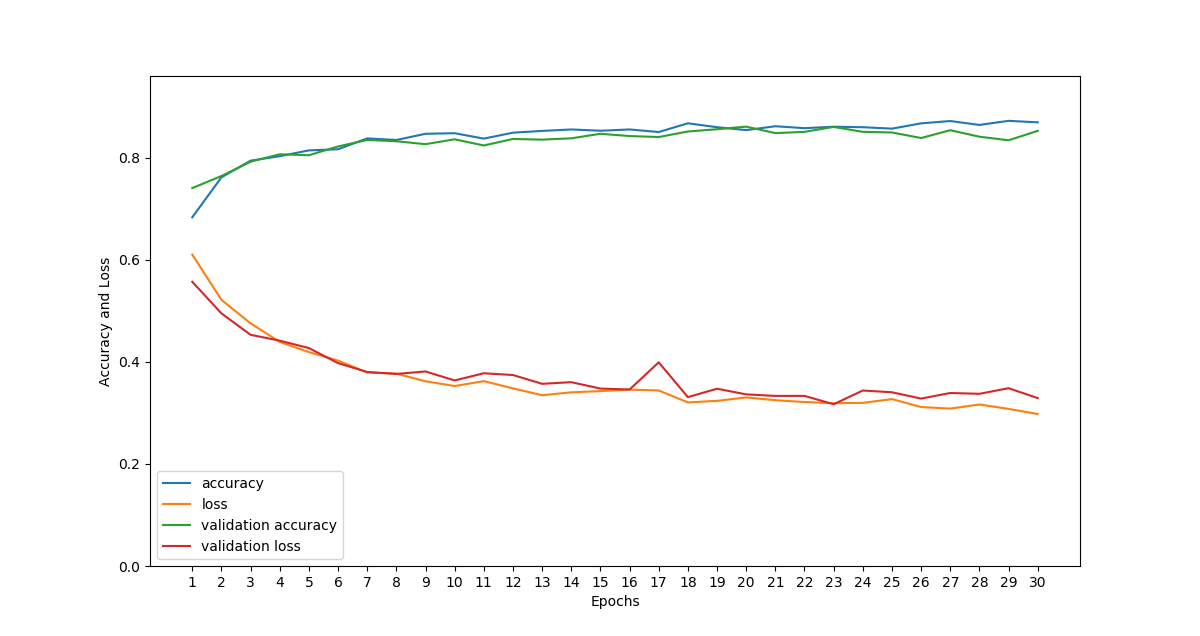 0.8
0.6
0.4
0.2
0.0
Accuracy and Loss
accuracy
loss
validation accuracy
validation loss
1 2 3 4 5 6 7 8 9 10 11 12 13 14 15 16 17 18 19 20 21 22 23 24 25 26 27 28 29 30
Epochs